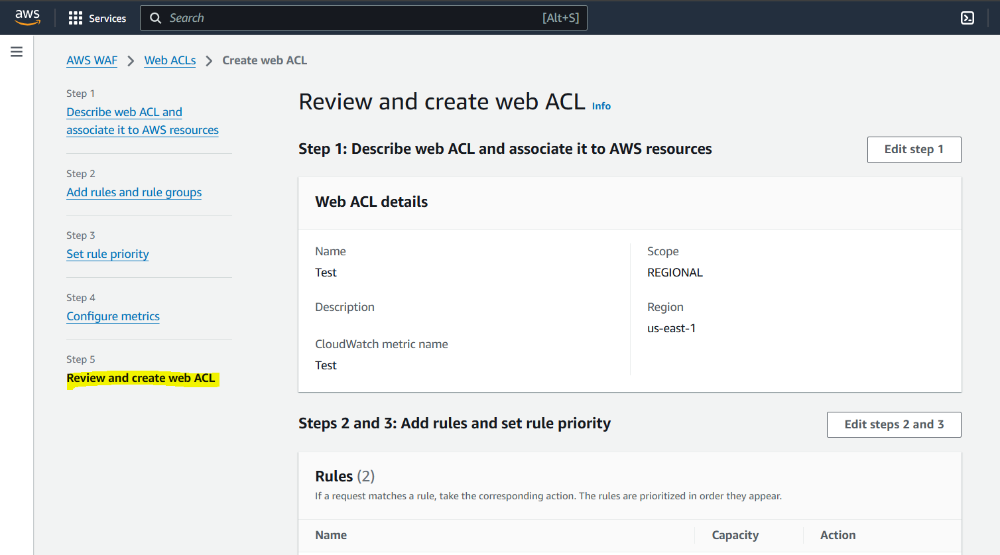 aws
Services
Search
[Alt+S]
AWS WAF > Web ACLs > Create web ACL
Step 1
Describe web ACL and
associate it to AWS resources
Step 2
Add rules and rule groups
Step 3
Set rule priority
Step 4
Configure metrics
Step 5
Review and create web ACL
Review and create web ACL Info
Step 1: Describe web ACL and associate it to AWS resources
Edit step 1
Web ACL details
Name
Test
Description
CloudWatch metric name
Test
Scope
REGIONAL
Region
us-east-1
Steps 2 and 3: Add rules and set rule priority
Edit steps 2 and 3
Rules (2)
If a request matches a rule, take the corresponding action. The rules are prioritized in order they appear.
Name
Capacity
Action